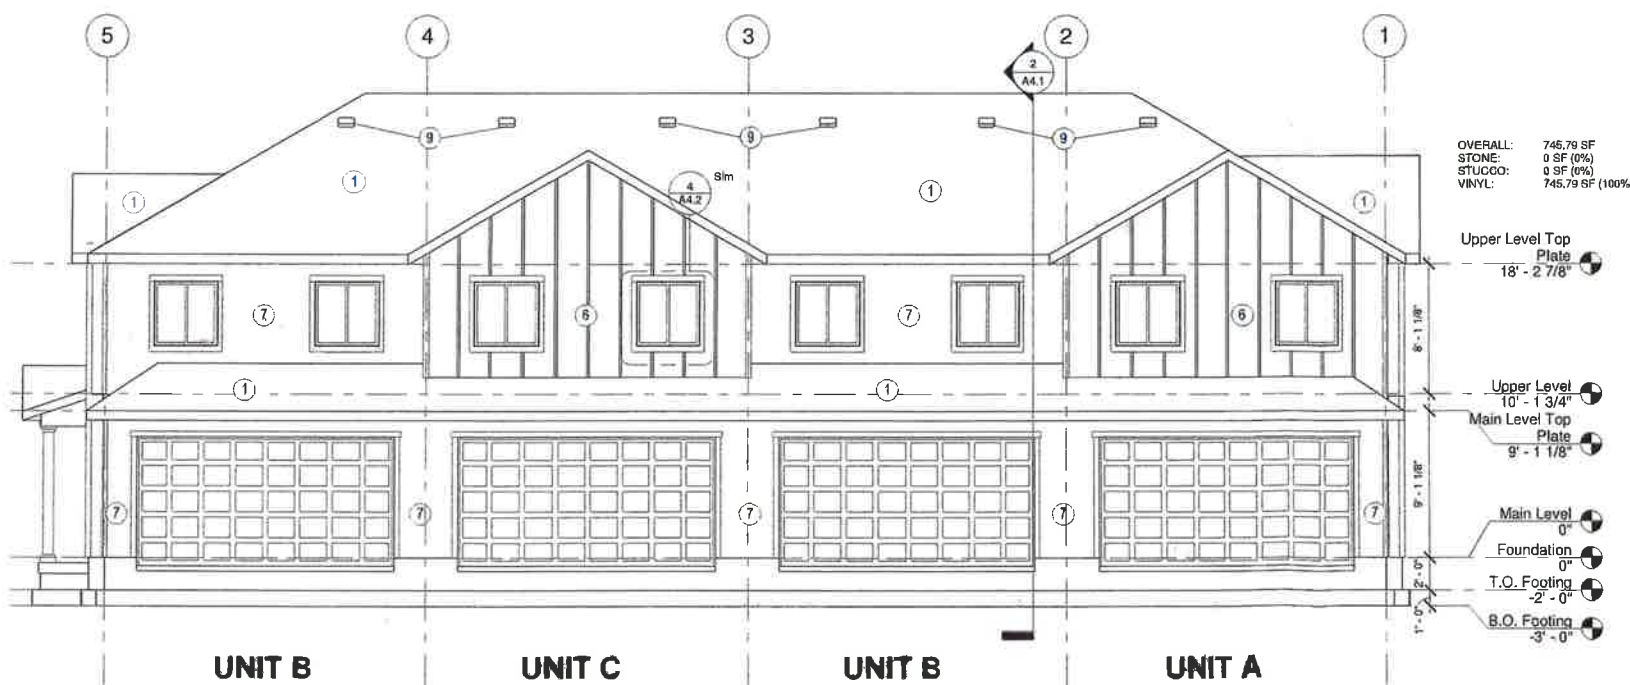 5
4
3
2
1
2
A4.1
9
9
9
OVERALL: 745.79 SF
STONE: 0 SF (0%)
STUCCO: 0 SF (0%)
VINYL: 745.79 SF (100%
1
1
4
A4.2
Sim
1
1
Upper Level Top
Plate
18' - 2 7/8"
7
6
7
6
8' - 1 1/8"
1
1
Upper Level
10' - 1 3/4"
Main Level Top
Plate
9' - 1 1/8"
9' - 1 1/8"
7
7
7
7
7
Main Level
0"
Foundation
0"
2' - 0"
T.O. Footing
-2' - 0"
1' - 0"
B.O. Footing
-3' - 0"
UNIT B
UNIT C
UNIT B
UNIT A